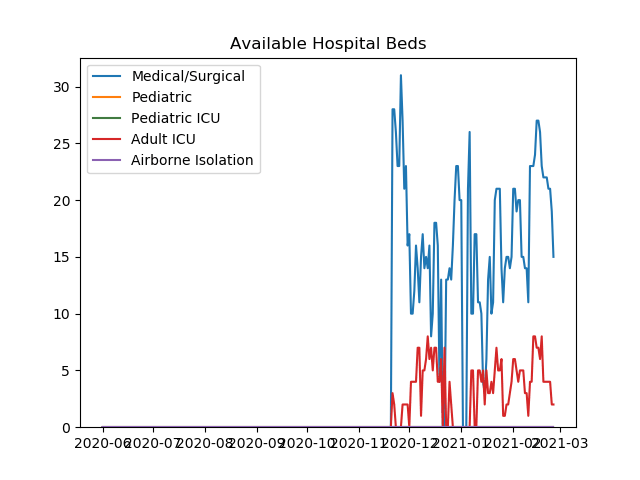 Available Hospital Beds
Medical/Surgical
Pediatric
Pediatric ICU
Adult ICU
Airborne Isolation
30
25
20
15
10
5
0
2020-06 2020-07 2020-08 2020-09 2020-10 2020-11 2020-12 2021-01 2021-02 2021-03